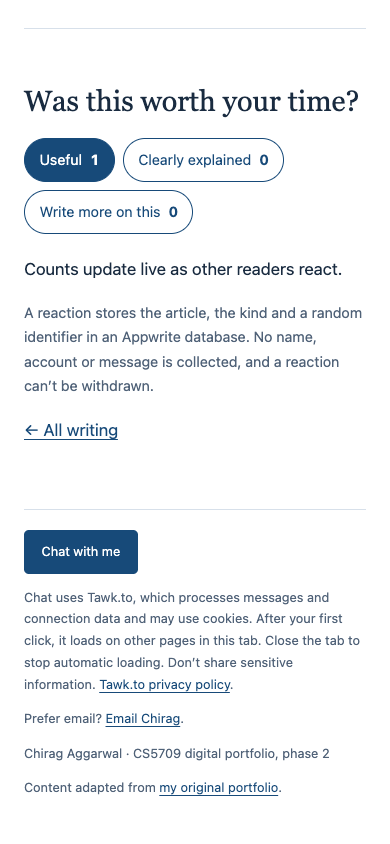 Was this worth your time?
Useful 1
Clearly explained 0
Write more on this 0
Counts update live as other readers react.
A reaction stores the article, the kind and a random
identifier in an Appwrite database. No name,
account or message is collected, and a reaction
can’t be withdrawn.
← All writing
Chat with me
Chat uses Tawk.to, which processes messages and
connection data and may use cookies. After your first
click, it loads on other pages in this tab. Close the tab to
stop automatic loading. Don’t share sensitive
information. Tawk.to privacy policy.
Prefer email? Email Chirag.
Chirag Aggarwal · CS5709 digital portfolio, phase 2
Content adapted from my original portfolio.